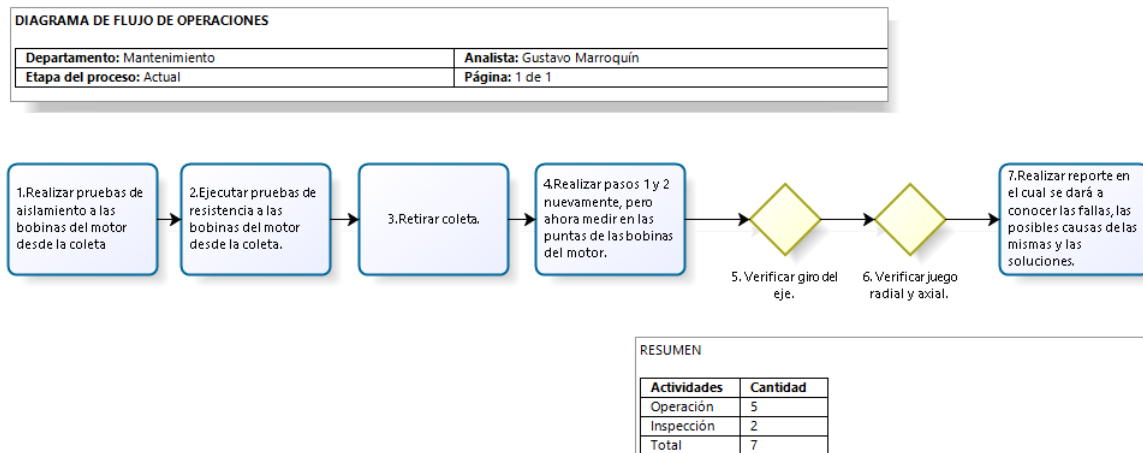 DIAGRAMA DE FLUJO DE OPERACIONES
Departamento: Mantenimiento
Analista: Gustavo Marroquín
Etapa del proceso: Actual
Página: 1 de 1
1.Realizar pruebas de
aislamiento a las
bobinas del motor
desde la coleta
2.Ejecutar pruebas de
resistencia a las
bobinas del motor
desde la coleta.
3.Retirar coleta.
4.Realizar pasos 1 y 2
nuevamente, pero
ahora medir en las
puntas de las bobinas
del motor.
5. Verificar giro del
eje.
6. Verificar juego
radial y axial.
7.Realizar reporte en
el cual se dará a
conocer las fallas, las
posibles causas de las
mismas y las
soluciones.
RESUMEN
Actividades Cantidad
Operación 5
Inspección 2
Total 7